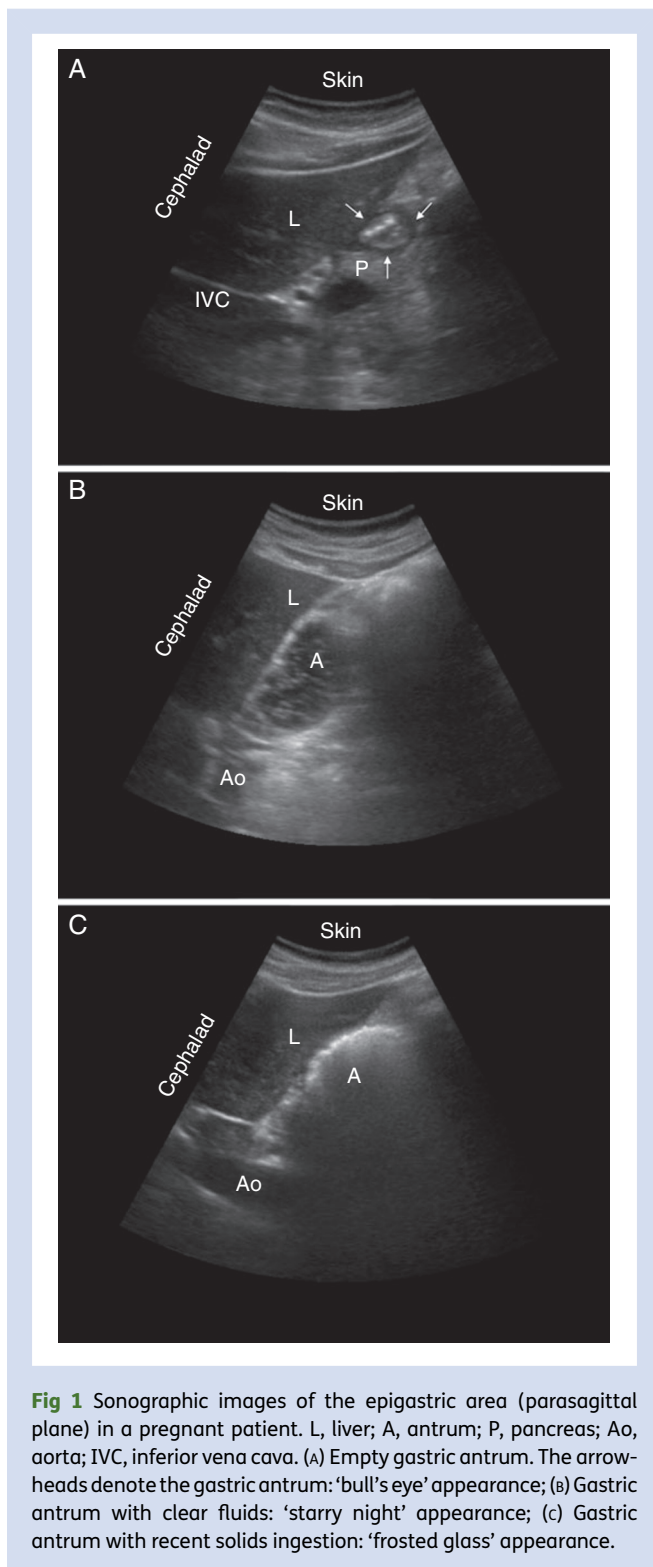 A
Skin
Cephalad
L
P
IVC
B
Skin
Cephalad
L
A
Ao
C
Skin
Cephalad
L
A
Ao
Fig 1 Sonographic images of the epigastric area (parasagittal
plane) in a pregnant patient. L, liver; A, antrum; P, pancreas; Ao,
aorta; IVC, inferior vena cava. (A) Empty gastric antrum. The arrow-
heads denote the gastric antrum: ‘bull’s eye’ appearance; (B) Gastric
antrum with clear fluids: ‘starry night’ appearance; (C) Gastric
antrum with recent solids ingestion: ‘frosted glass’ appearance.